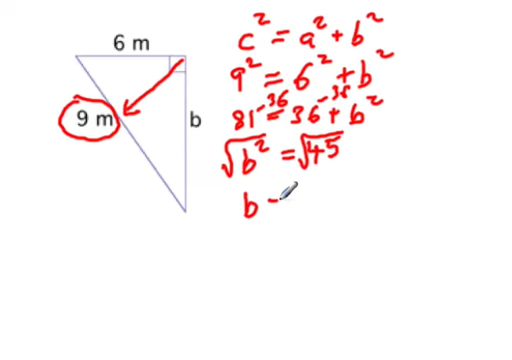 6 m
9 m
b
c² = a² + b²
9² = 6² + b²
81⁻³⁶ = 36⁻³⁶ + b²
√b² = √45
b -